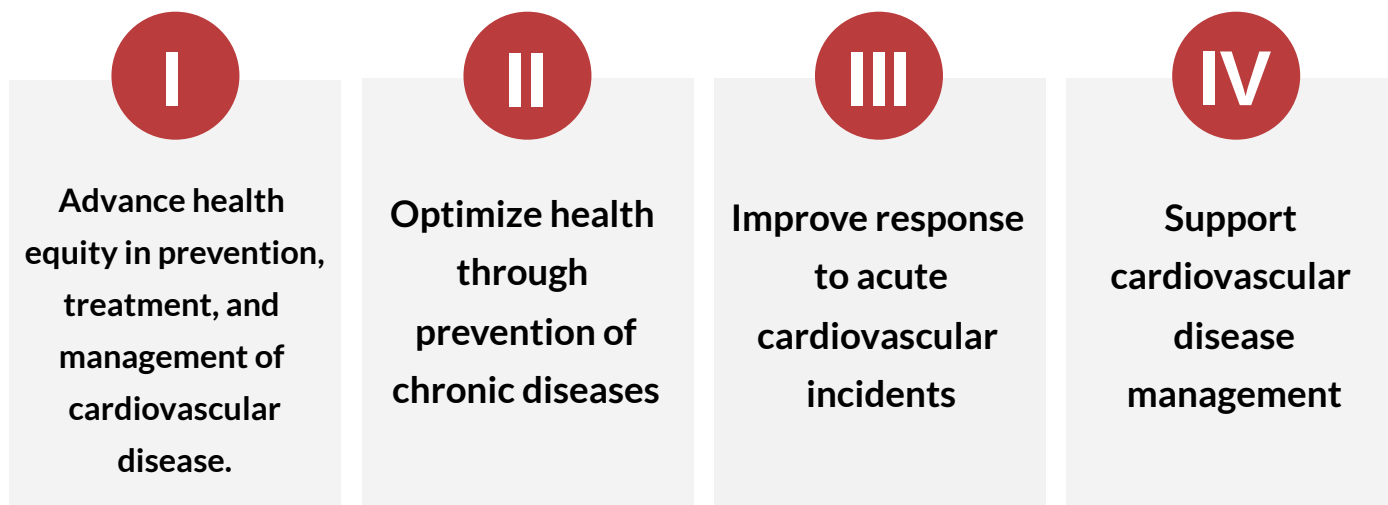 I
Advance health
equity in prevention,
treatment, and
management of
cardiovascular
disease.
II
Optimize health
through
prevention of
chronic diseases
III
Improve response
to acute
cardiovascular
incidents
IV
Support
cardiovascular
disease
management